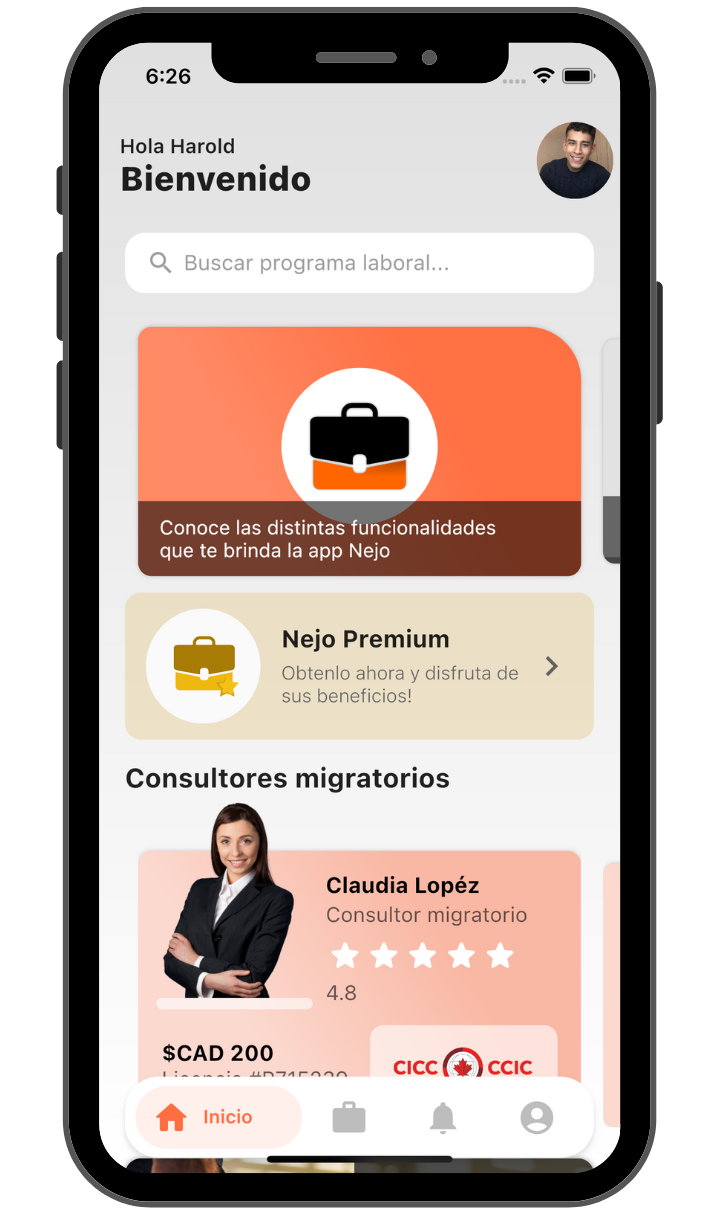 6:26
Hola Harold
Bienvenido
Buscar programa laboral...
Conoce las distintas funcionalidades
que te brinda la app Nejo
Nejo Premium
Obtenlo ahora y disfruta de
sus beneficios!
Consultores migratorios
Claudia Lopéz
Consultor migratorio
4.8
$CAD 200
CICC CCIC
Inicio